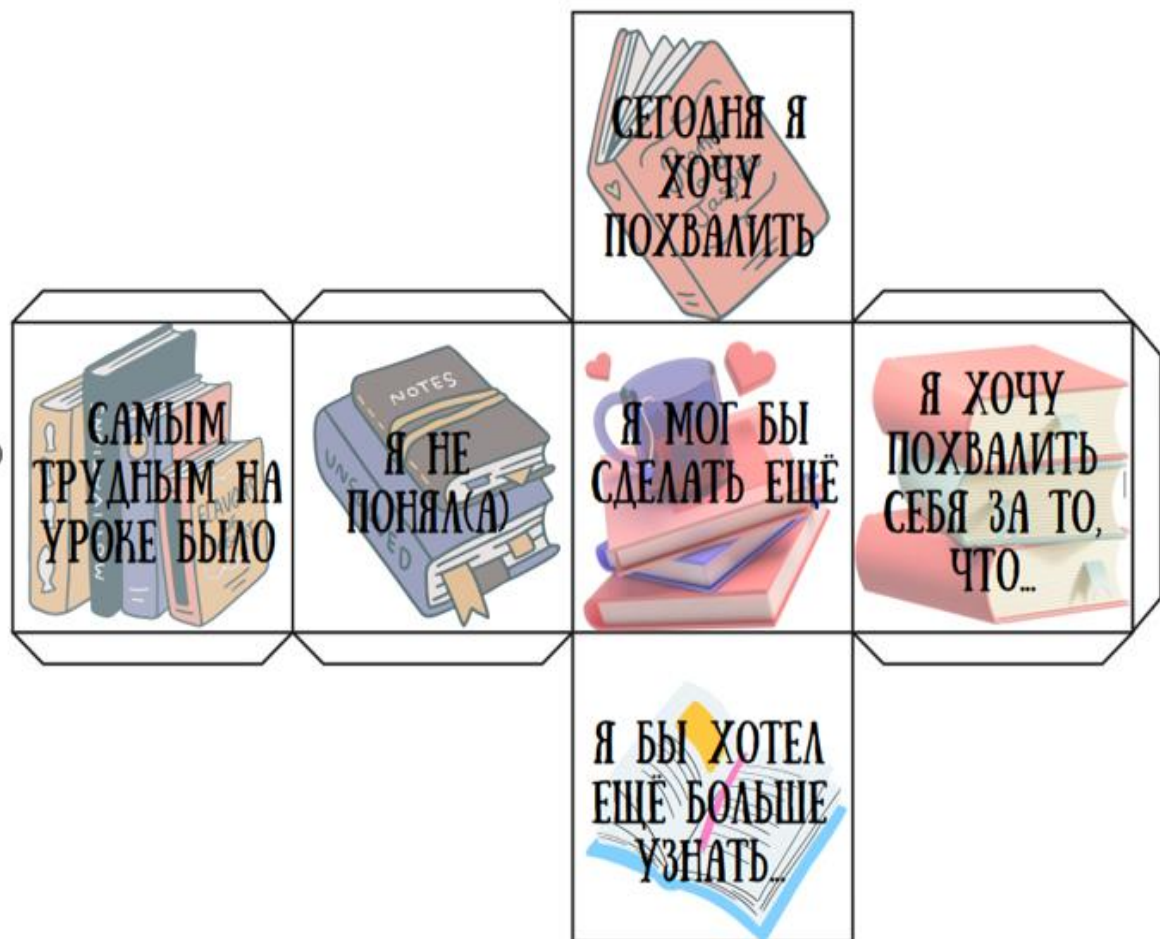 СЕГОДНЯ Я
ХОЧУ
ПОХВАЛИТЬ
САМЫМ
ТРУДНЫМ НА
УРОКЕ БЫЛО
NOTES
Я НЕ
ПОНЯЛ(А)
Я МОГ БЫ
СДЕЛАТЬ ЕЩЁ
Я ХОЧУ
ПОХВАЛИТЬ
СЕБЯ ЗА ТО,
ЧТО...
Я БЫ ХОТЕЛ
ЕЩЁ БОЛЬШЕ
УЗНАТЬ...